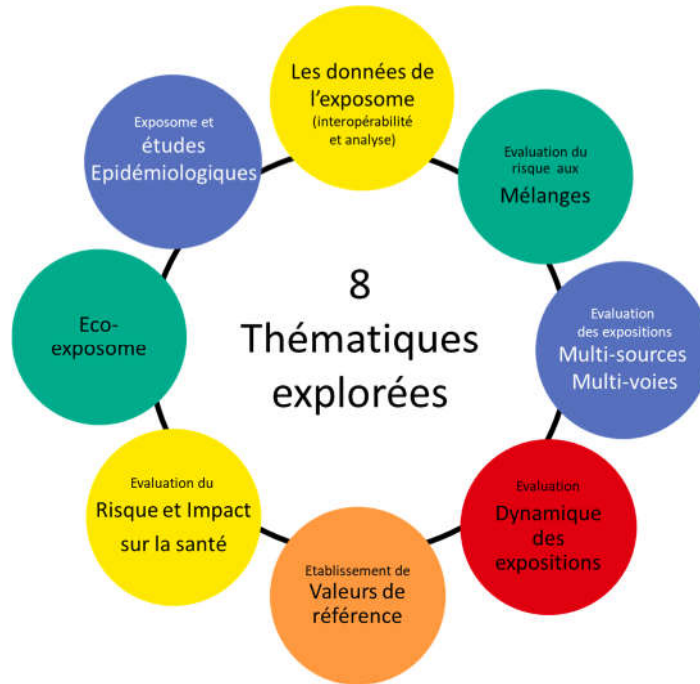 Les données de
l'exposome
(interopérabilité
et analyse)
Evaluation du
risque aux
Mélanges
Evaluation
des expositions
Multi-sources
Multi-voies
Evaluation
Dynamique
des
expositions
Etablissement de
Valeurs de
référence
Evaluation du
Risque et Impact
sur la santé
Eco-
exposome
Exposome et
études
Epidémiologiques
8
Thématiques
explorées